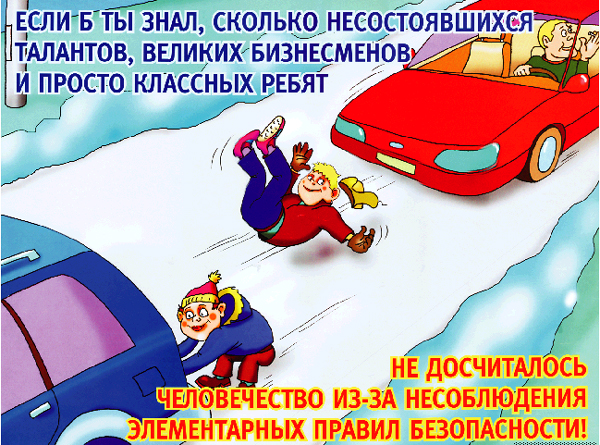 ЕСЛИ Б ТЫ ЗНАЛ, СКОЛЬКО НЕСОСТОЯВШИХСЯ
ТАЛАНТОВ, ВЕЛИКИХ БИЗНЕСМЕНОВ
И ПРОСТО КЛАССНЫХ РЕБЯТ
НЕ ДОСЧИТАЛОСЬ
ЧЕЛОВЕЧЕСТВО ИЗ-ЗА НЕСОБЛЮДЕНИЯ
ЭЛЕМЕНТАРНЫХ ПРАВИЛ БЕЗОПАСНОСТИ!